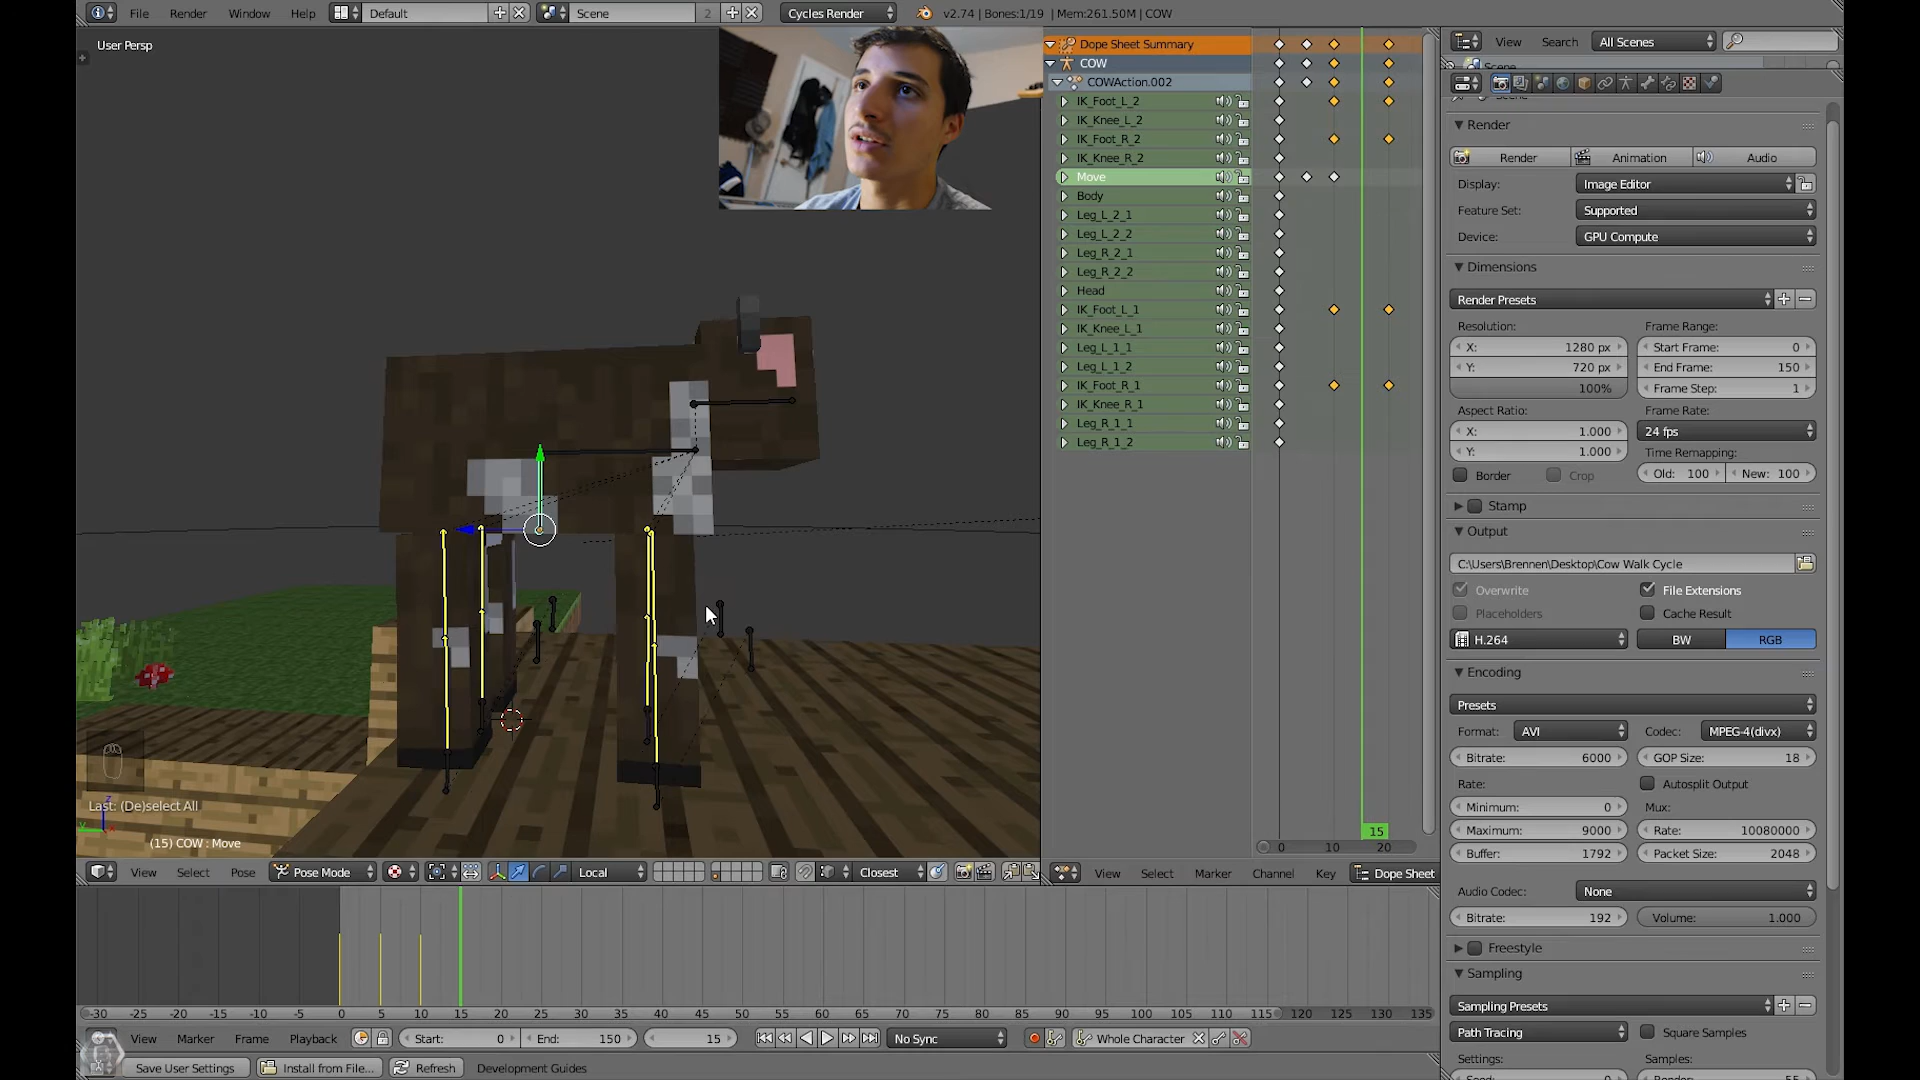 File Render Window Help Default Scene 2 Cycles Render v2.74 | Bones:1/19 | Mem:261.50M | COW
User Persp
Last: (De)select All
(15) COW : Move
View Select Pose Pose Mode Local Closest
Dope Sheet Summary
COW
COWAction.002
IK_Foot_L_2
IK_Knee_L_2
IK_Foot_R_2
IK_Knee_R_2
Move
Body
Leg_L_2_1
Leg_L_2_2
Leg_R_2_1
Leg_R_2_2
Head
IK_Foot_L_1
IK_Knee_L_1
Leg_L_1_1
Leg_L_1_2
IK_Foot_R_1
IK_Knee_R_1
Leg_R_1_1
Leg_R_1_2
15
0 10 20
View Select Marker Channel Key Dope Sheet
View Search All Scenes
Scene
Render
Render Animation Audio
Display: Image Editor
Feature Set: Supported
Device: GPU Compute
Dimensions
Render Presets
Resolution: Frame Range:
X: 1280 px Start Frame: 0
Y: 720 px End Frame: 150
100% Frame Step: 1
Aspect Ratio: Frame Rate:
X: 1.000 24 fps
Y: 1.000 Time Remapping:
Border Crop Old: 100 New: 100
Stamp
Output
C:\Users\Brennen\Desktop\Cow Walk Cycle
Overwrite File Extensions
Placeholders Cache Result
H.264 BW RGB
Encoding
Presets
Format: AVI Codec: MPEG-4(divx)
Bitrate: 6000 GOP Size: 18
Rate: Autosplit Output
Minimum: 0 Mux:
Maximum: 9000 Rate: 10080000
Buffer: 1792 Packet Size: 2048
Audio Codec: None
Bitrate: 192 Volume: 1.000
Freestyle
Sampling
Sampling Presets
Path Tracing Square Samples
Settings: Samples:
-30 -25 -20 -15 -10 -5 0 5 10 15 20 25 30 35 40 45 50 55 60 65 70 75 80 85 90 95 100 105 110 115 120 125 130 135
View Marker Frame Playback Start: 0 End: 150 15 No Sync Whole Character
Save User Settings Install from File... Refresh Development Guides